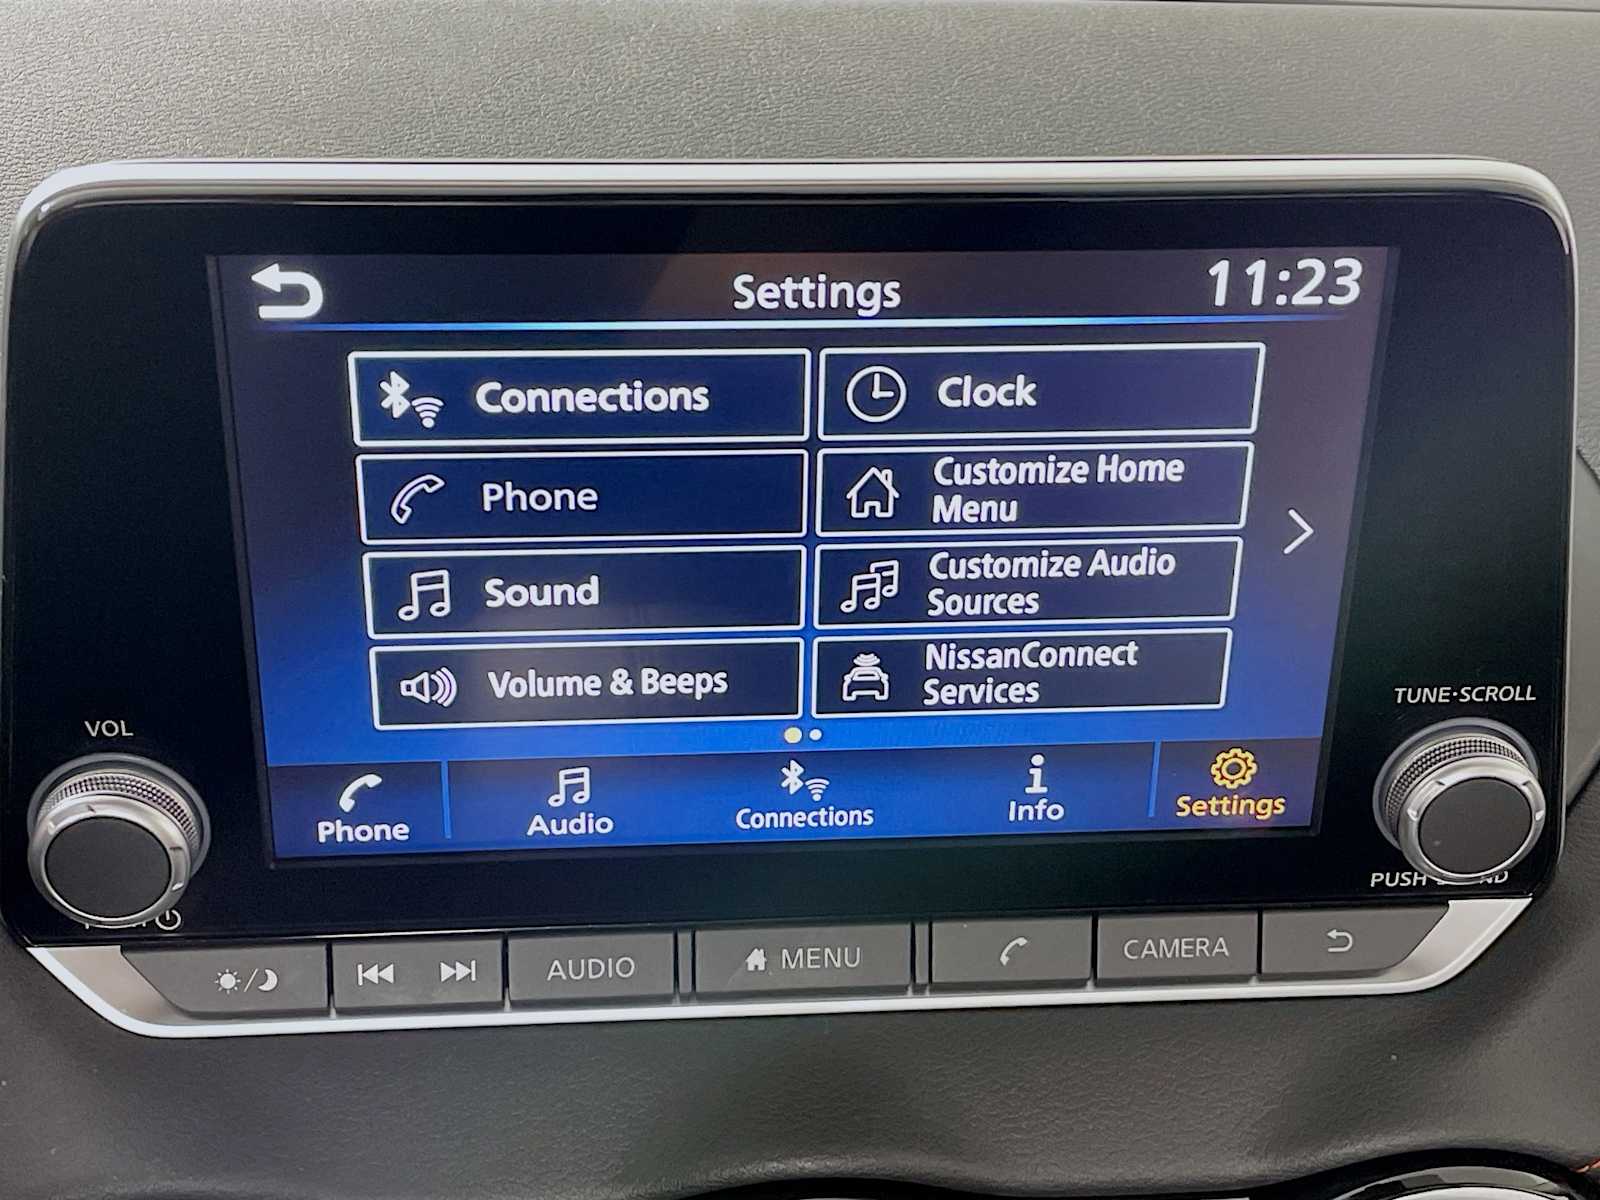 Settings
11:23
Connections
Clock
Phone
Customize Home
Menu
Sound
Customize Audio
Sources
Volume & Beeps
NissanConnect
Services
VOL
TUNE·SCROLL
Phone
Audio
Connections
Info
Settings
PUSH
AUDIO
MENU
CAMERA